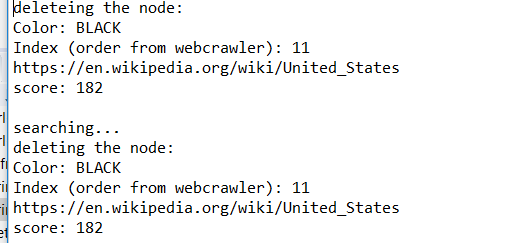 deleteing the node:
Color: BLACK
Index (order from webcrawler): 11
https://en.wikipedia.org/wiki/United_States
score: 182
searching...
deleting the node:
Color: BLACK
Index (order from webcrawler): 11
https://en.wikipedia.org/wiki/United_States
score: 182